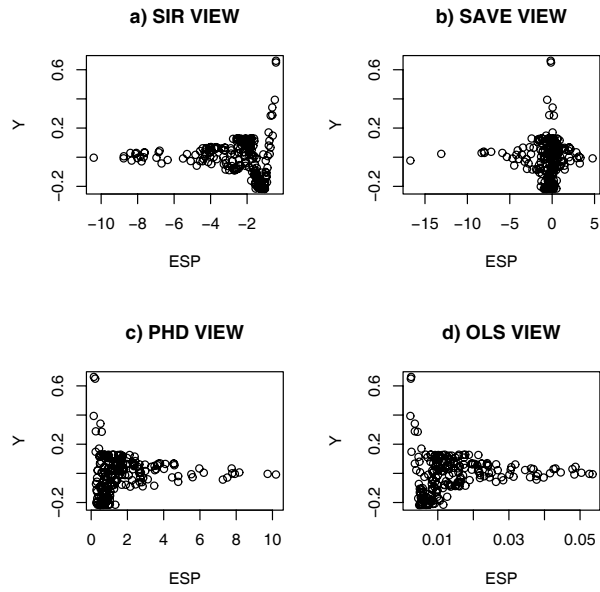 a) SIR VIEW
Y
0.6
0.2
−0.2
−10 −8 −6 −4 −2
ESP
b) SAVE VIEW
Y
0.6
0.2
−0.2
−15 −10 −5 0 5
ESP
c) PHD VIEW
Y
0.6
0.2
−0.2
0 2 4 6 8 10
ESP
d) OLS VIEW
Y
0.6
0.2
−0.2
0.01 0.03 0.05
ESP